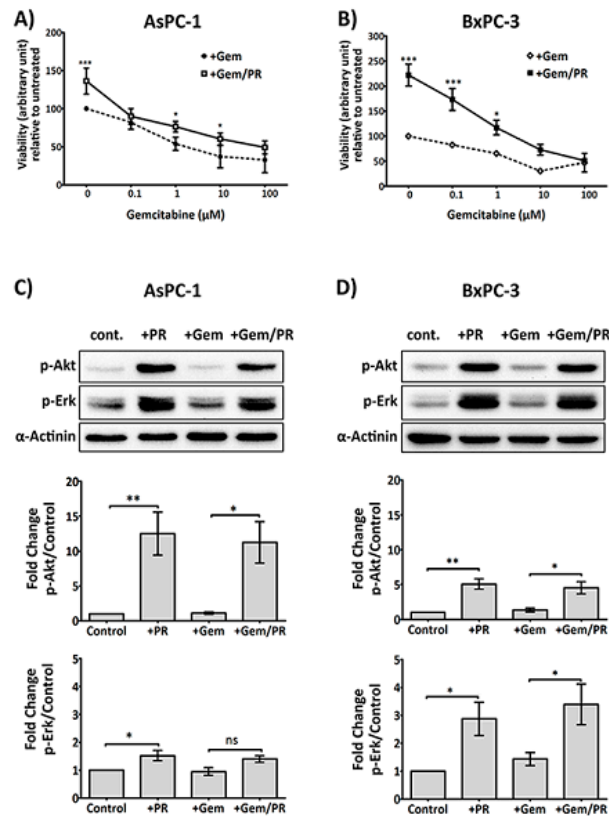 A) AsPC-1
Viability (arbitrary unit)
relative to untreated
200
150
100
50
+Gem
+Gem/PR
***
*
*
0 0.1 1 10 100
Gemcitabine (μM)
B) BxPC-3
Viability (arbitrary unit)
relative to untreated
300
250
200
150
100
50
0
+Gem
+Gem/PR
***
***
*
0 0.1 1 10 100
Gemcitabine (μM)
C) AsPC-1
cont. +PR +Gem +Gem/PR
p-Akt
p-Erk
α-Actinin
Fold Change
p-Akt/Control
20
15
10
5
0
**
*
Control +PR +Gem +Gem/PR
Fold Change
p-Erk/Control
5
4
3
2
1
0
*
ns
Control +PR +Gem +Gem/PR
D) BxPC-3
cont. +PR +Gem +Gem/PR
p-Akt
p-Erk
α-Actinin
Fold Change
p-Akt/Control
20
15
10
5
0
**
*
Control +PR +Gem +Gem/PR
Fold Change
p-Erk/Control
5
4
3
2
1
0
*
*
Control +PR +Gem +Gem/PR